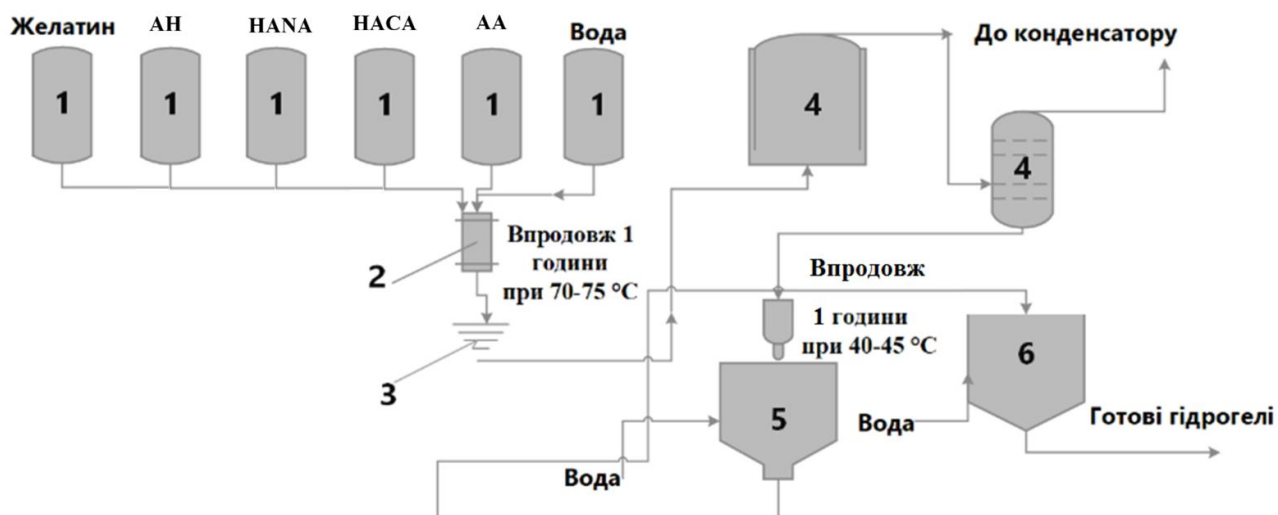 Желатин
АН
HANA
HACA
АА
Вода
1
1
1
1
1
1
2
Впродовж 1
години
при 70-75 °C
3
4
До конденсатору
4
Впродовж
1 години
при 40-45 °C
5
6
Вода
Вода
Готові гідрогелі